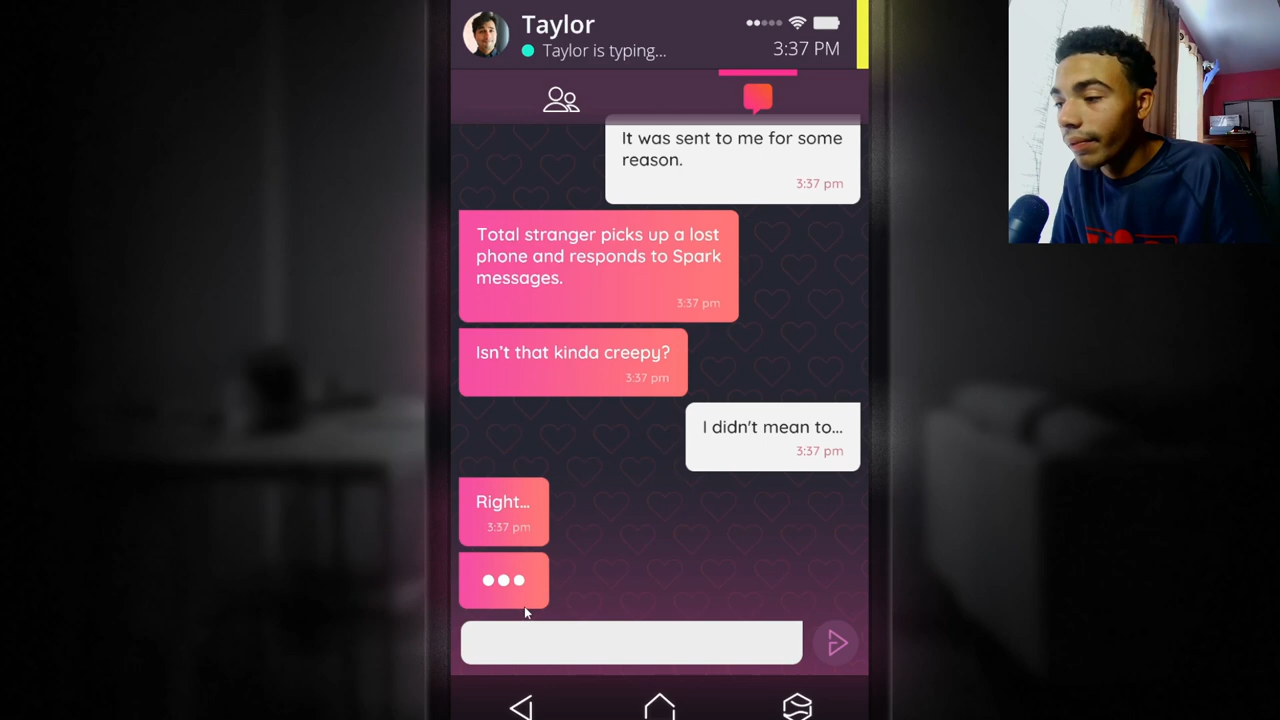 Taylor
Taylor is typing...
3:37 PM
It was sent to me for some
reason.
3:37 pm
Total stranger picks up a lost
phone and responds to Spark
messages.
3:37 pm
Isn't that kinda creepy?
3:37 pm
I didn't mean to...
3:37 pm
Right...
3:37 pm